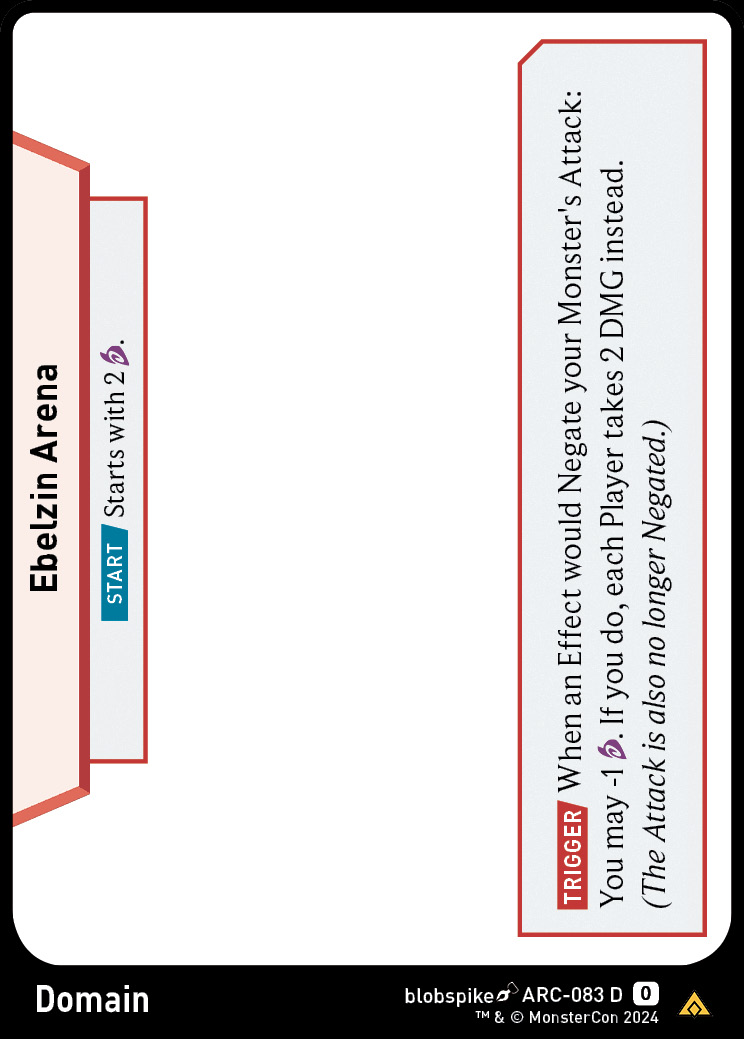 Ebelzin Arena
START Starts with 2 .
TRIGGER When an Effect would Negate your Monster's Attack:
You may -1 . If you do, each Player takes 2 DMG instead.
(The Attack is also no longer Negated.)
Domain
blobspike ARC-083 D 0
™ & © MonsterCon 2024